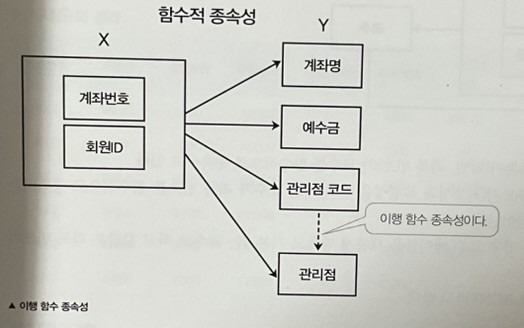 함수적 종속성
X
Y
계좌번호
회원ID
계좌명
예수금
관리점 코드
이행 함수 종속성이다.
관리점
▲ 이행 함수 종속성